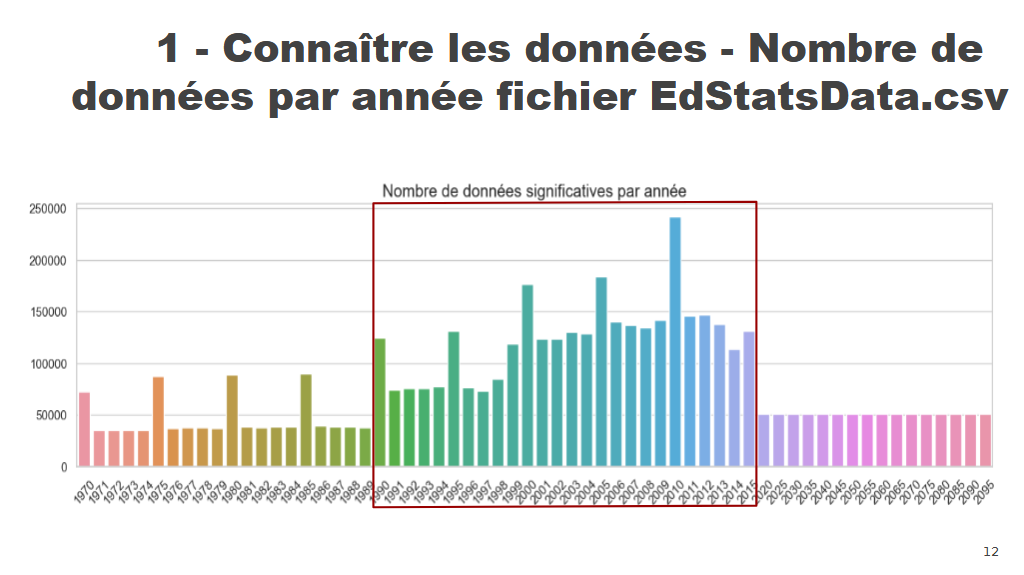 1 - Connaître les données - Nombre de
données par année fichier EdStatsData.csv
Nombre de données significatives par année
250000
200000
150000
100000
50000
0
1970 1971 1972 1973 1974 1975 1976 1977 1978 1979 1980 1981 1982 1983 1984 1985 1986 1987 1988 1989 1990 1991 1992 1993 1994 1995 1996 1997 1998 1999 2000 2001 2002 2003 2004 2005 2006 2007 2008 2009 2010 2011 2012 2013 2014 2015 2020 2025 2030 2035 2040 2045 2050 2055 2060 2065 2070 2075 2080 2085 2090 2095
12